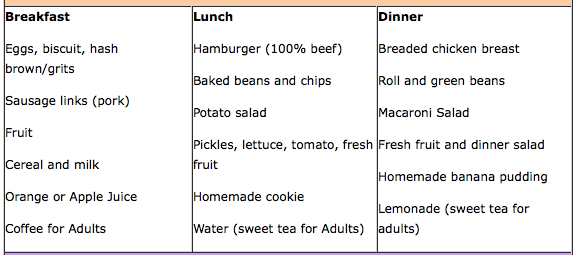 Breakfast
Eggs, biscuit, hash
brown/grits
Sausage links (pork)
Fruit
Cereal and milk
Orange or Apple Juice
Coffee for Adults
Lunch
Hamburger (100% beef)
Baked beans and chips
Potato salad
Pickles, lettuce, tomato, fresh
fruit
Homemade cookie
Water (sweet tea for Adults)
Dinner
Breaded chicken breast
Roll and green beans
Macaroni Salad
Fresh fruit and dinner salad
Homemade banana pudding
Lemonade (sweet tea for
adults)